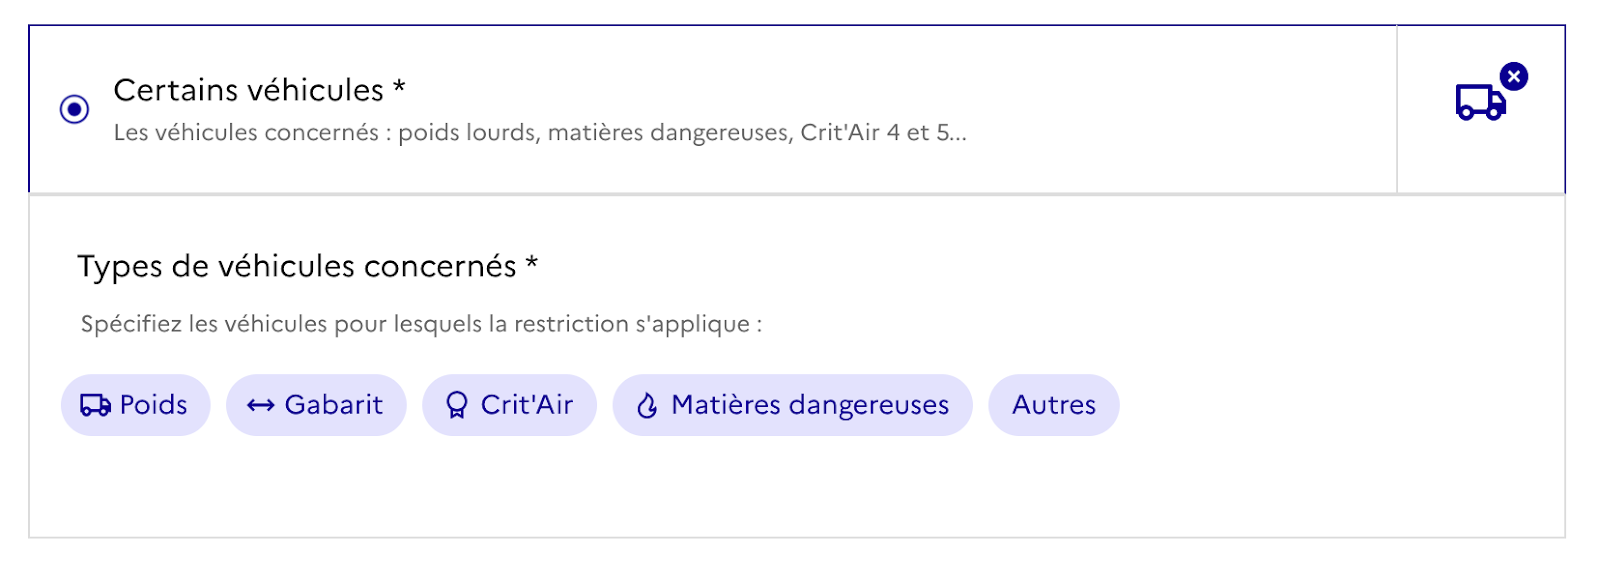 Certains véhicules *
Les véhicules concernés : poids lourds, matières dangereuses, Crit'Air 4 et 5...
Types de véhicules concernés *
Spécifiez les véhicules pour lesquels la restriction s'applique :
Poids Gabarit Crit'Air Matières dangereuses Autres